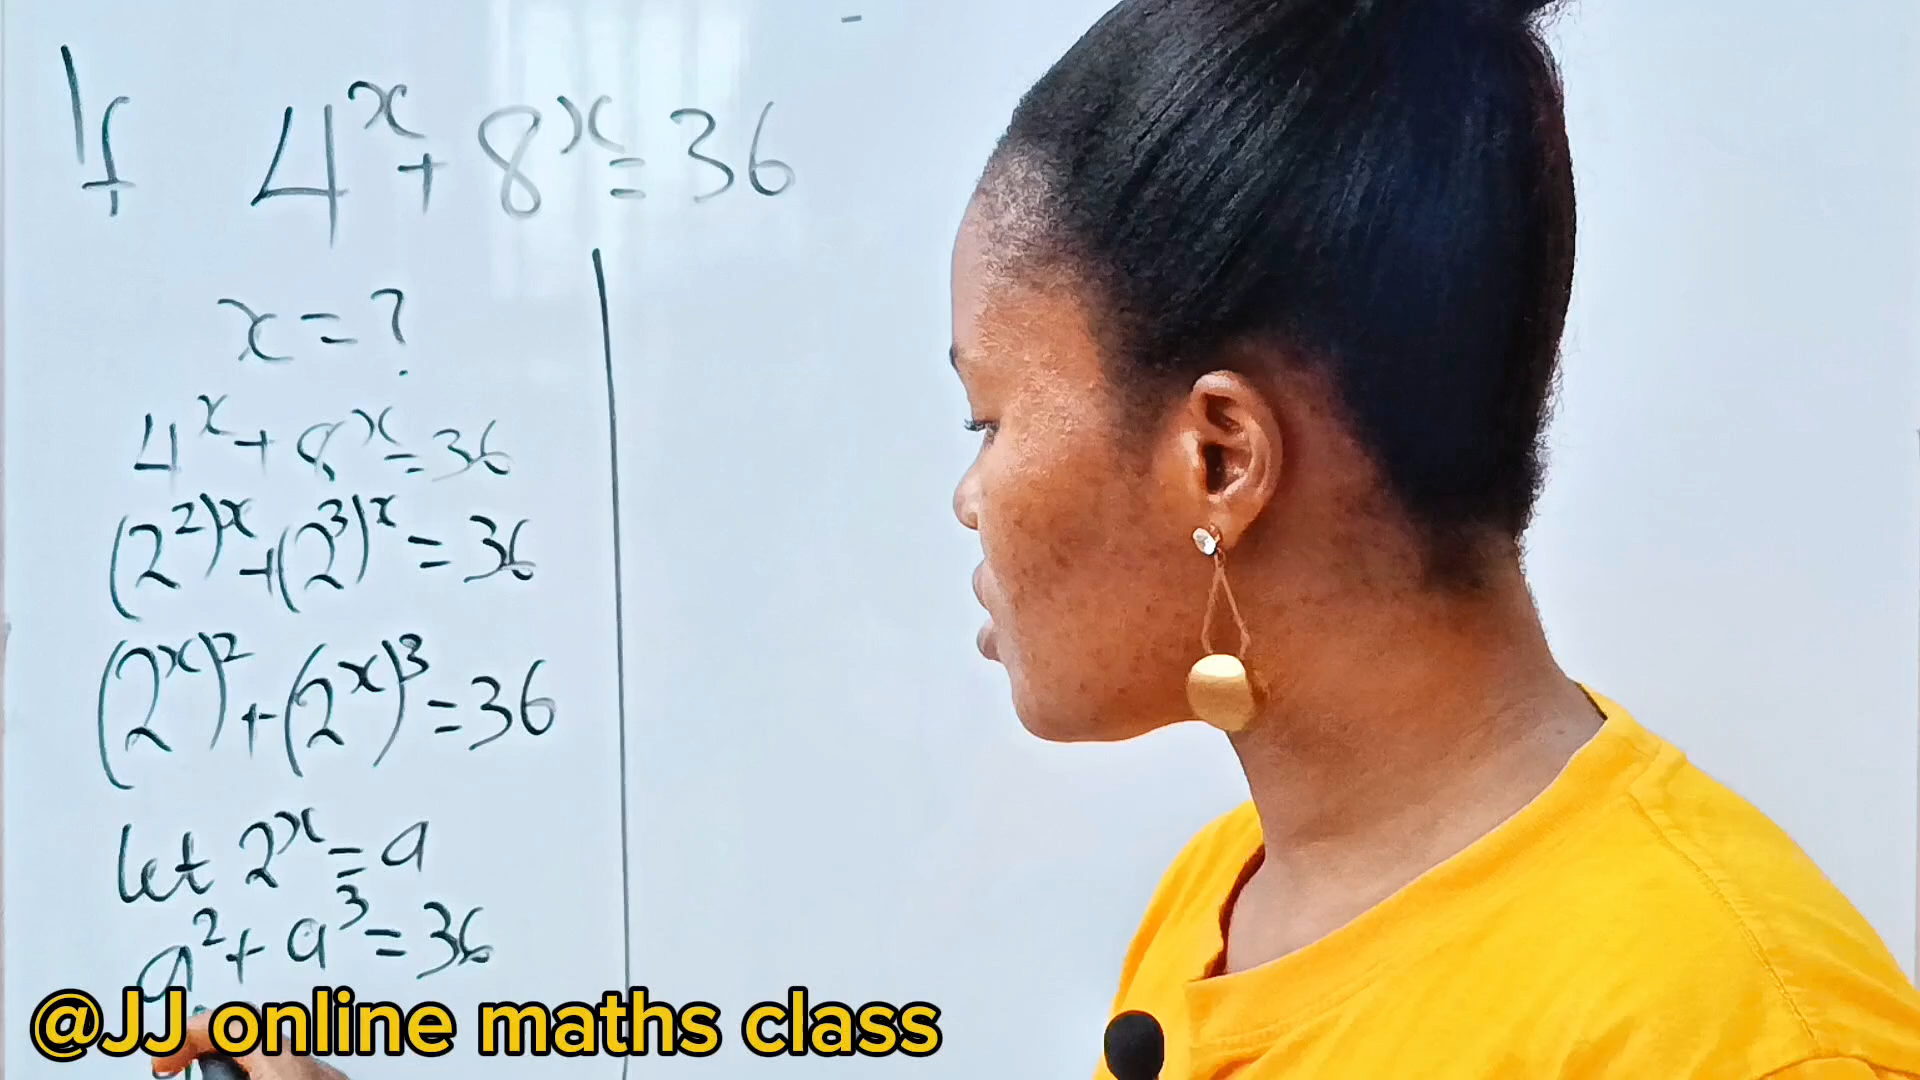 If 4^x + 8^x = 36
x = ?
4^x + 8^x = 36
(2^2)^x + (2^3)^x = 36
(2^x)^2 + (2^x)^3 = 36
let 2^x = a
a^2 + a^3 = 36
@JJ online maths class